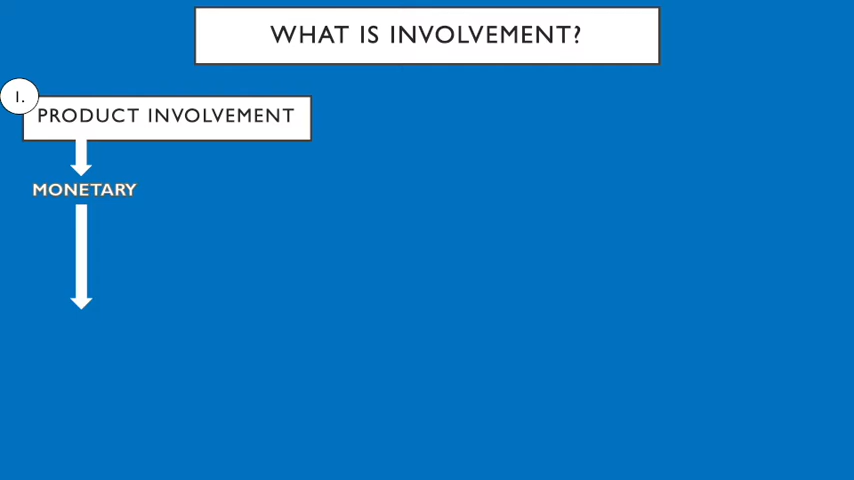 WHAT IS INVOLVEMENT?
1.
PRODUCT INVOLVEMENT
MONETARY